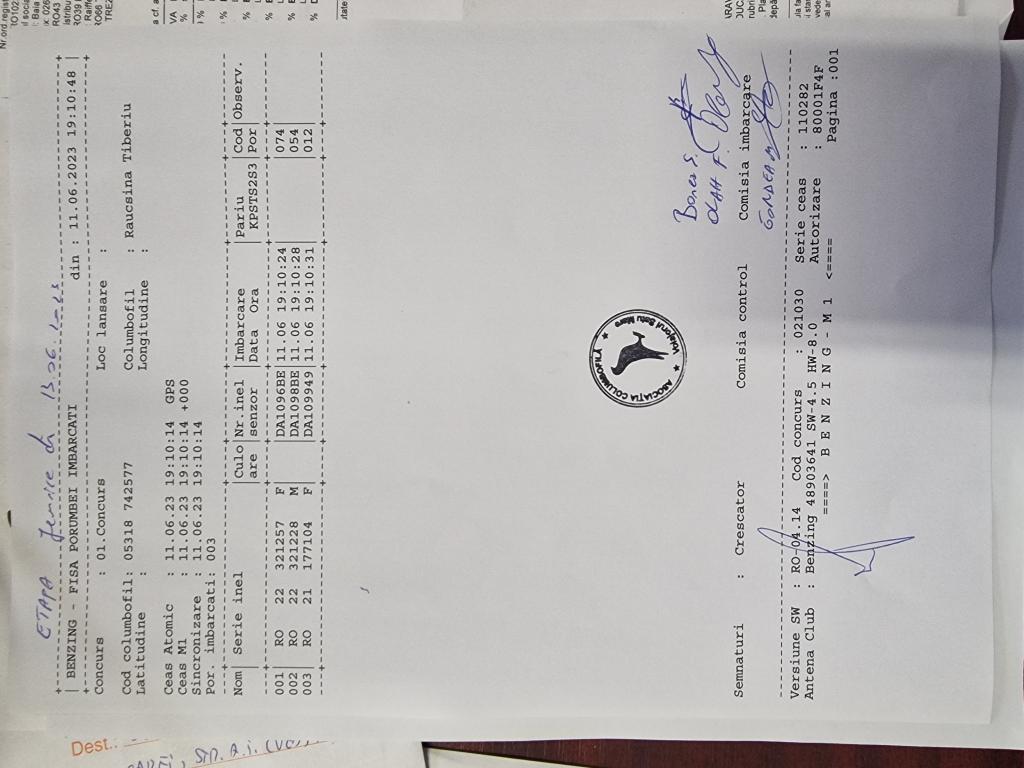 ETAPA
+-----------------------------------------------------------------------------+
| BENZING - FISA PORUMBEI IMBARCATI din : 11.06.2023 19:10:48 |
+-----------------------------------------------------------------------------+
Concurs : 01.Concurs Loc lansare :
Cod columbofil: 05318 742577 Columbofil : Raucsina Tiberiu
Latitudine : Longitudine :
Ceas Atomic : 11.06.23 19:10:14 GPS
Ceas M1 : 11.06.23 19:10:14 +000
Sincronizare : 11.06.23 19:10:14
Por. imbarcati: 003
Nom| Serie inel |Culo|Nr.inel |Imbarcare |Pariu |Cod|Observ.
are |senzor |Data Ora | KPSTS2S3 |Por
001 | RO 22 321257 F | |DA1096BE|11.06 19:10:24| |074|
002 | RO 22 321228 M | |DA1098BE|11.06 19:10:28| |054|
003 | RO 21 177104 F | |DA109949|11.06 19:10:31| |012|
ASOCIATIA COLUMBOFILA
Voiajorul Satu Mare
Semnaturi : Crescator Comisia control Comisia imbarcare
Versiune SW : RO-04.14 Cod concurs : 021030 Serie ceas : 110282
Antena Club : Benzing 48903641 SW-4.5 HW-8.0 Autorizare : 80001F4F
====> B E N Z I N G - M 1 <==== Pagina :001
Dest.: